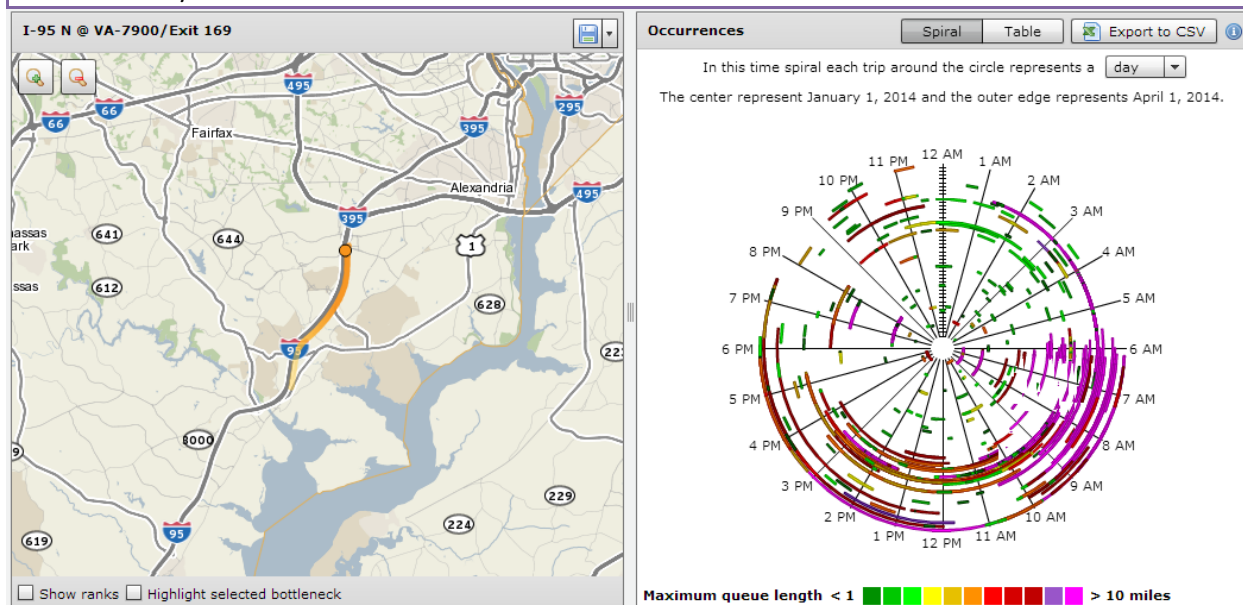 I-95 N @ VA-7900/Exit 169
Occurrences
Spiral
Table
Export to CSV
In this time spiral each trip around the circle represents a day
The center represent January 1, 2014 and the outer edge represents April 1, 2014.
495
66
66
395
295
Fairfax
Alexandria
495
395
641
644
1
612
628
95
8000
229
224
95
619
12 AM
1 AM
2 AM
3 AM
4 AM
5 AM
6 AM
7 AM
8 AM
9 AM
10 AM
11 AM
12 PM
1 PM
2 PM
3 PM
4 PM
5 PM
6 PM
7 PM
8 PM
9 PM
10 PM
11 PM
Show ranks
Highlight selected bottleneck
Maximum queue length < 1 > 10 miles